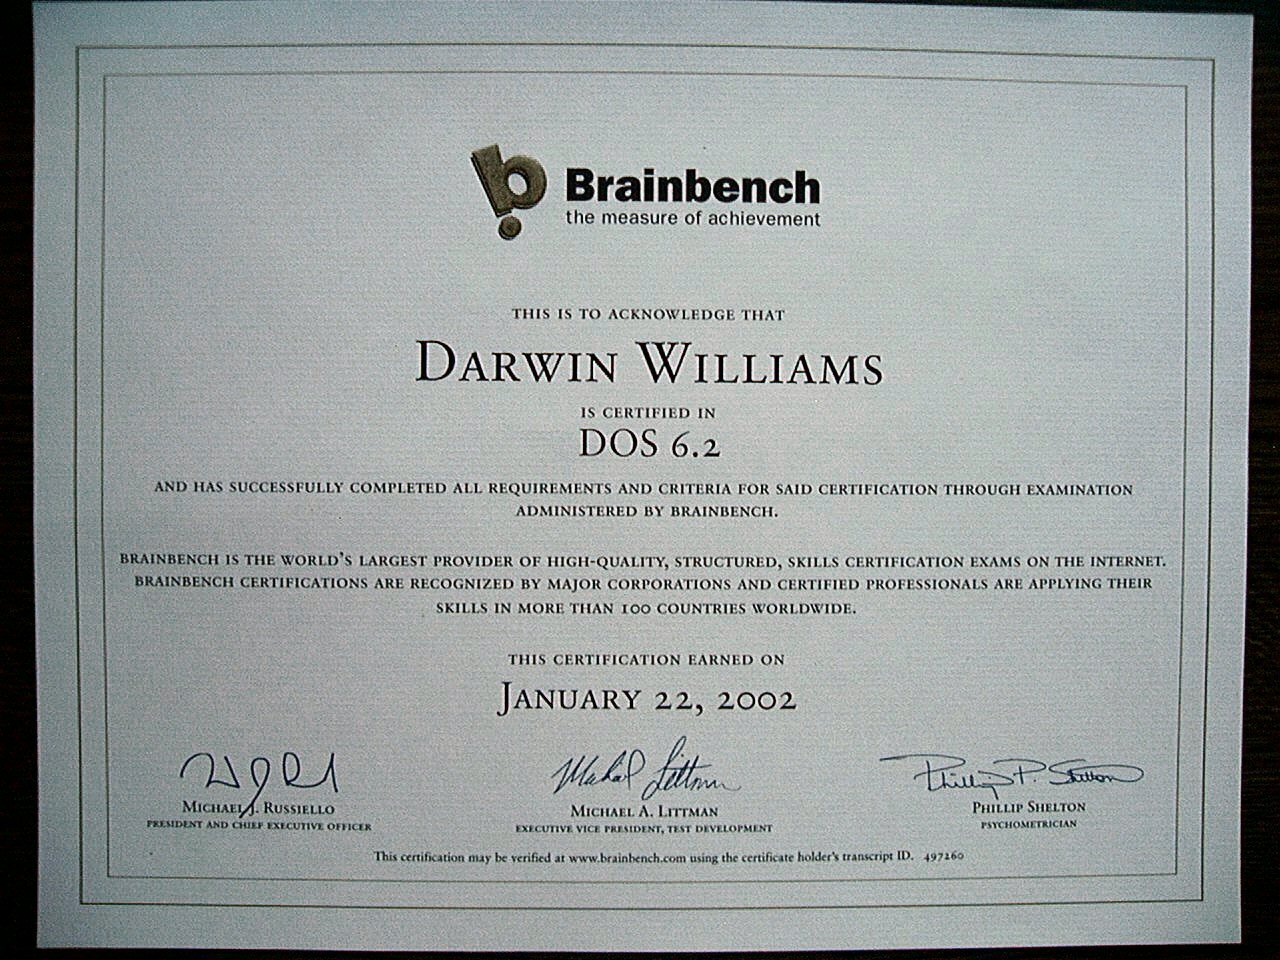 Brainbench
the measure of achievement
THIS IS TO ACKNOWLEDGE THAT
DARWIN WILLIAMS
IS CERTIFIED IN
DOS 6.2
AND HAS SUCCESSFULLY COMPLETED ALL REQUIREMENTS AND CRITERIA FOR SAID CERTIFICATION THROUGH EXAMINATION
ADMINISTERED BY BRAINBENCH.
BRAINBENCH IS THE WORLD'S LARGEST PROVIDER OF HIGH-QUALITY, STRUCTURED, SKILLS CERTIFICATION EXAMS ON THE INTERNET.
BRAINBENCH CERTIFICATIONS ARE RECOGNIZED BY MAJOR CORPORATIONS AND CERTIFIED PROFESSIONALS ARE APPLYING THEIR
SKILLS IN MORE THAN 100 COUNTRIES WORLDWIDE.
THIS CERTIFICATION EARNED ON
JANUARY 22, 2002
Michael Littman
Phillip P. Shelton
MICHAEL J. RUSSIELLO
PRESIDENT AND CHIEF EXECUTIVE OFFICER
MICHAEL A. LITTMAN
EXECUTIVE VICE PRESIDENT, TEST DEVELOPMENT
PHILLIP SHELTON
PSYCHOMETRICIAN
This certification may be verified at www.brainbench.com using the certificate holder's transcript ID. 497260